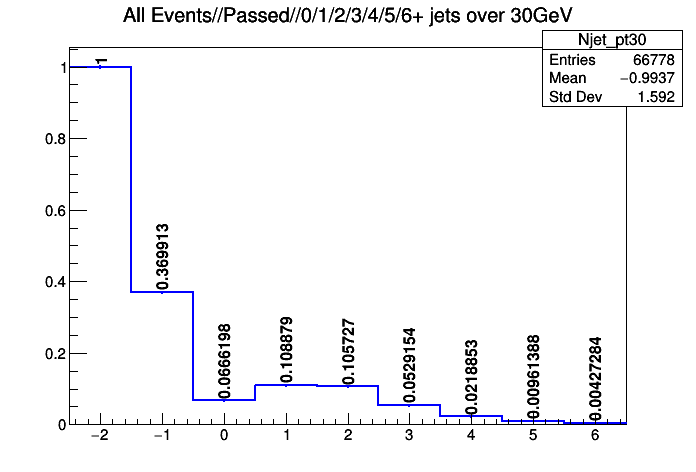 All Events//Passed//0/1/2/3/4/5/6+ jets over 30GeV
Njet_pt30
Entries 66778
Mean −0.9937
Std Dev 1.592
1
0.8
0.6
0.4
0.2
0
1
0.369913
0.0666198
0.108879
0.105727
0.0529154
0.0218853
0.00961388
0.00427284
−2 −1 0 1 2 3 4 5 6